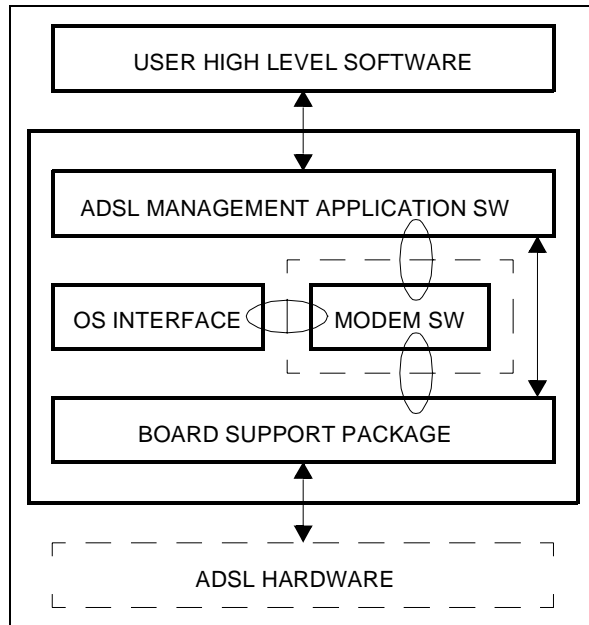 USER HIGH LEVEL SOFTWARE
ADSL MANAGEMENT APPLICATION SW
OS INTERFACE
MODEM SW
BOARD SUPPORT PACKAGE
ADSL HARDWARE